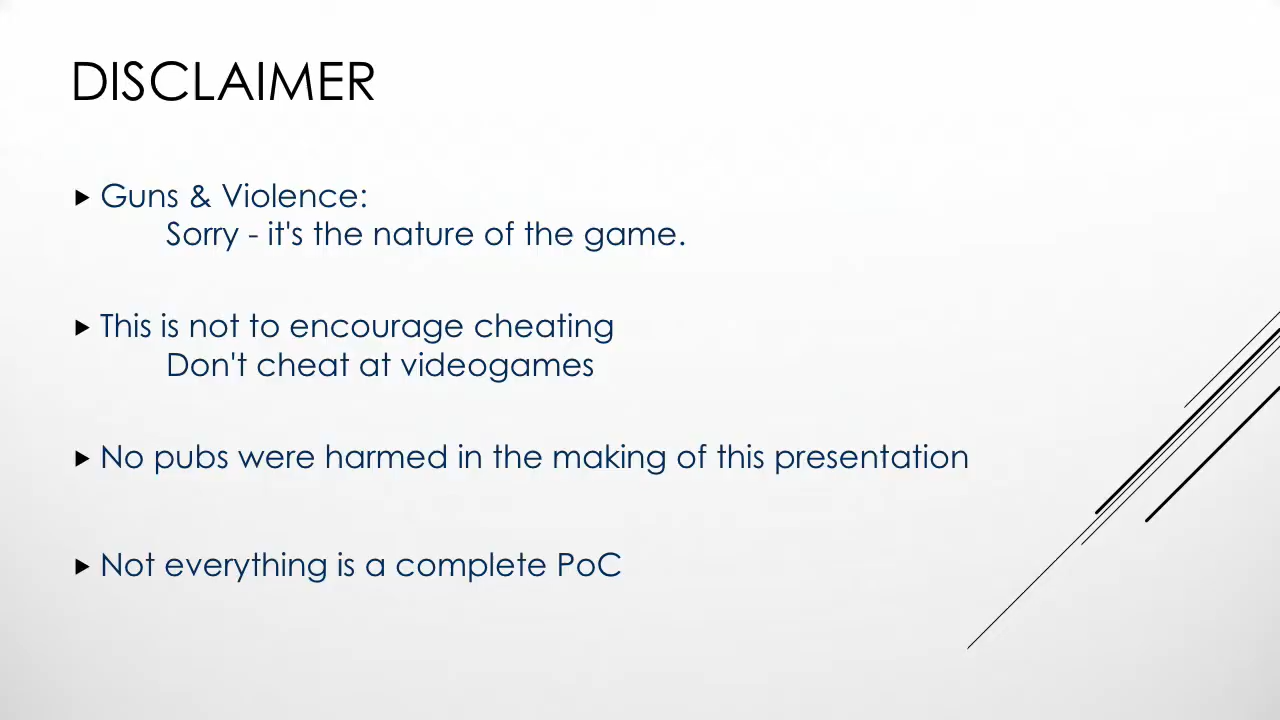 DISCLAIMER
Guns & Violence:
Sorry - it's the nature of the game.
This is not to encourage cheating
Don't cheat at videogames
No pubs were harmed in the making of this presentation
Not everything is a complete PoC